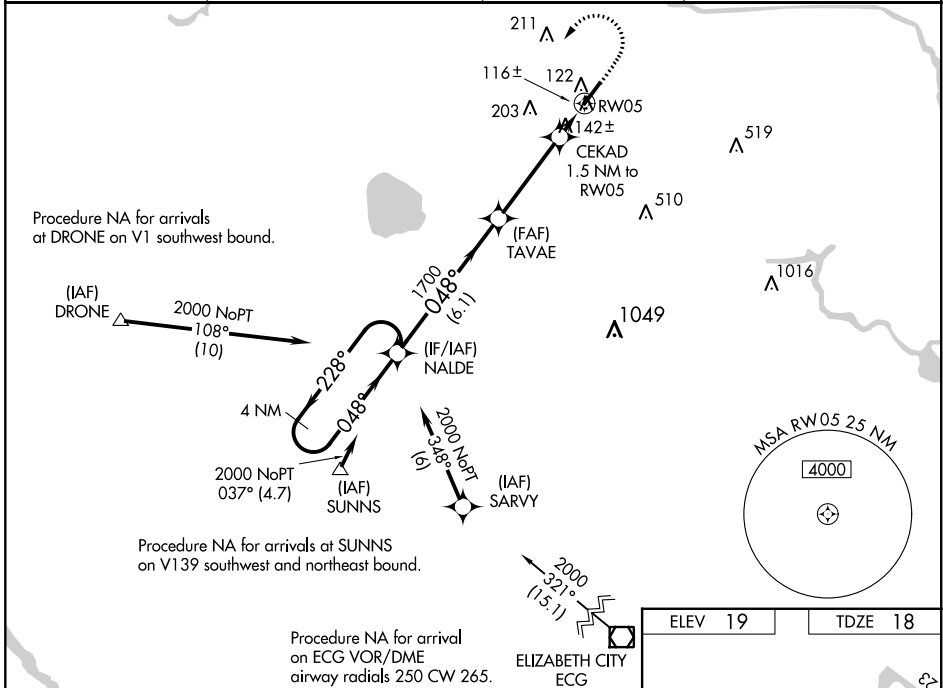 211
116±
122
RW05
203
142±
519
CEKAD
1.5 NM to
RW05
510
Procedure NA for arrivals
at DRONE on V1 southwest bound.
(FAF)
TAVAE
1700
048°
(6.1)
1016
(IAF)
DRONE
2000 NoPT
108°
(10)
1049
(IF/IAF)
NALDE
228°
048°
4 NM
2000 NoPT
348°
(6)
MSA RW05 25 NM
4000
2000 NoPT
037° (4.7)
(IAF)
SUNNS
(IAF)
SARVY
Procedure NA for arrivals at SUNNS
on V139 southwest and northeast bound.
2000
321°
(15.1)
ELEV 19
TDZE 18
Procedure NA for arrival
on ECG VOR/DME
airway radials 250 CW 265.
ELIZABETH CITY
ECG
23